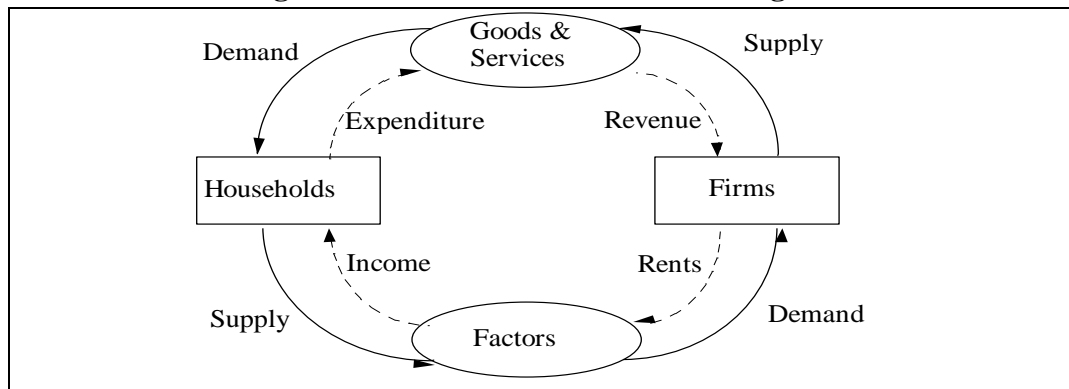 Goods &
Services
Demand
Supply
Expenditure
Revenue
Households
Firms
Income
Rents
Supply
Demand
Factors